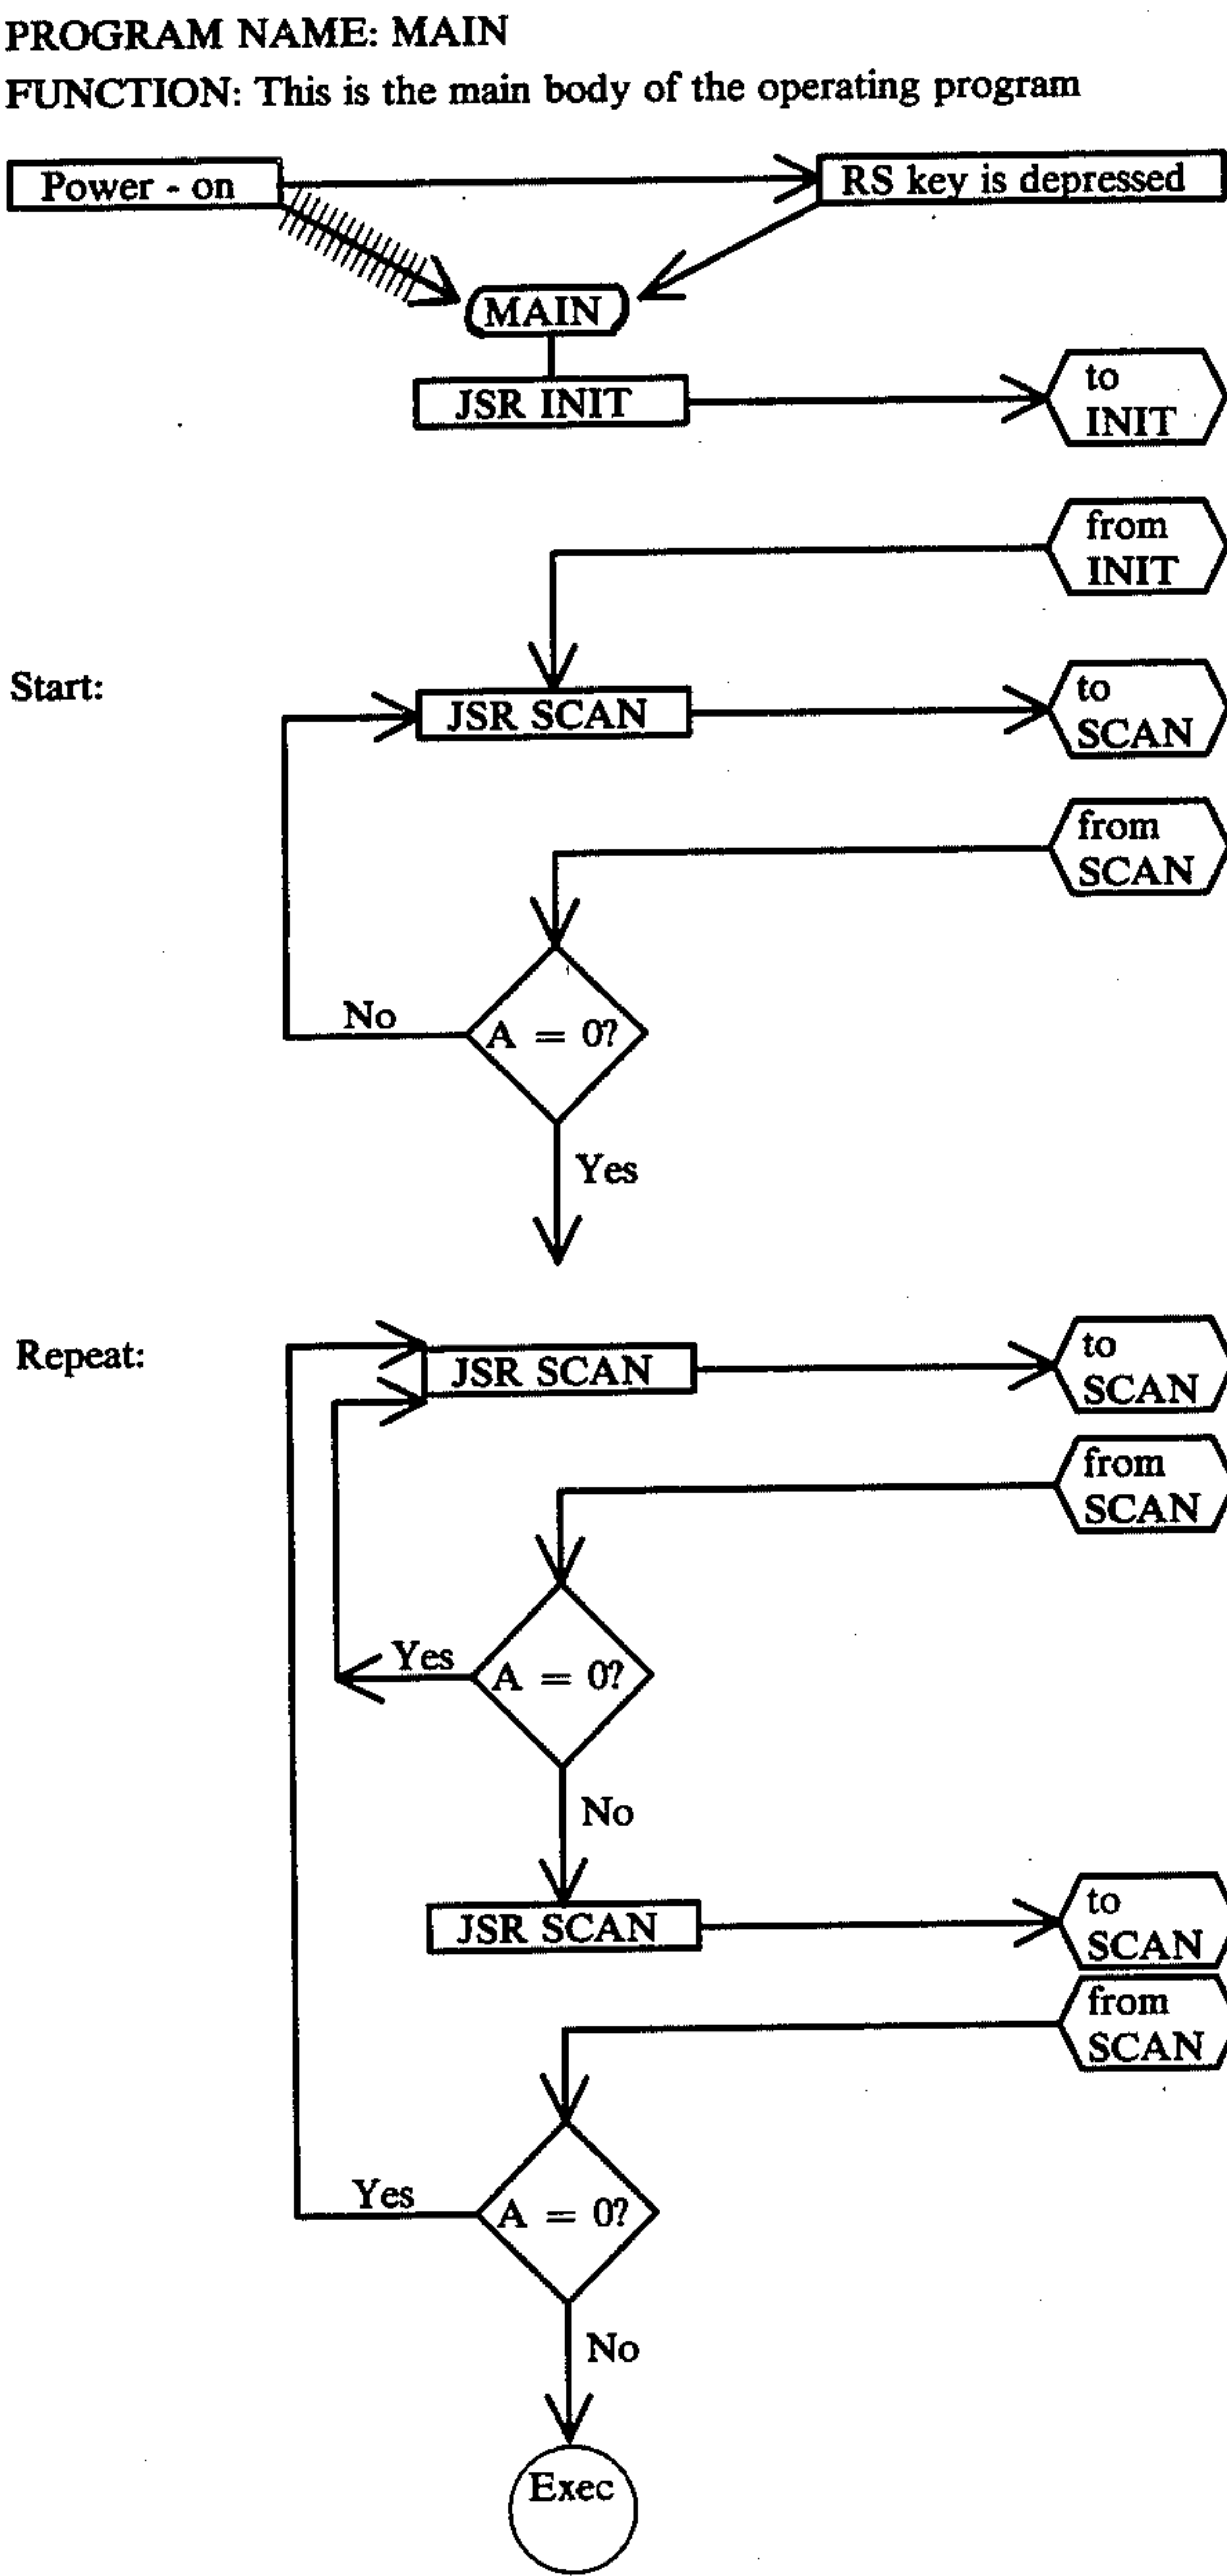 PROGRAM NAME: MAIN
FUNCTION: This is the main body of the operating program
Power - on
RS key is depressed
MAIN
JSR INIT
to
INIT
from
INIT
Start:
JSR SCAN
to
SCAN
from
SCAN
No
A = 0?
Yes
Repeat:
JSR SCAN
to
SCAN
from
SCAN
Yes
A = 0?
No
JSR SCAN
to
SCAN
from
SCAN
Yes
A = 0?
No
Exec